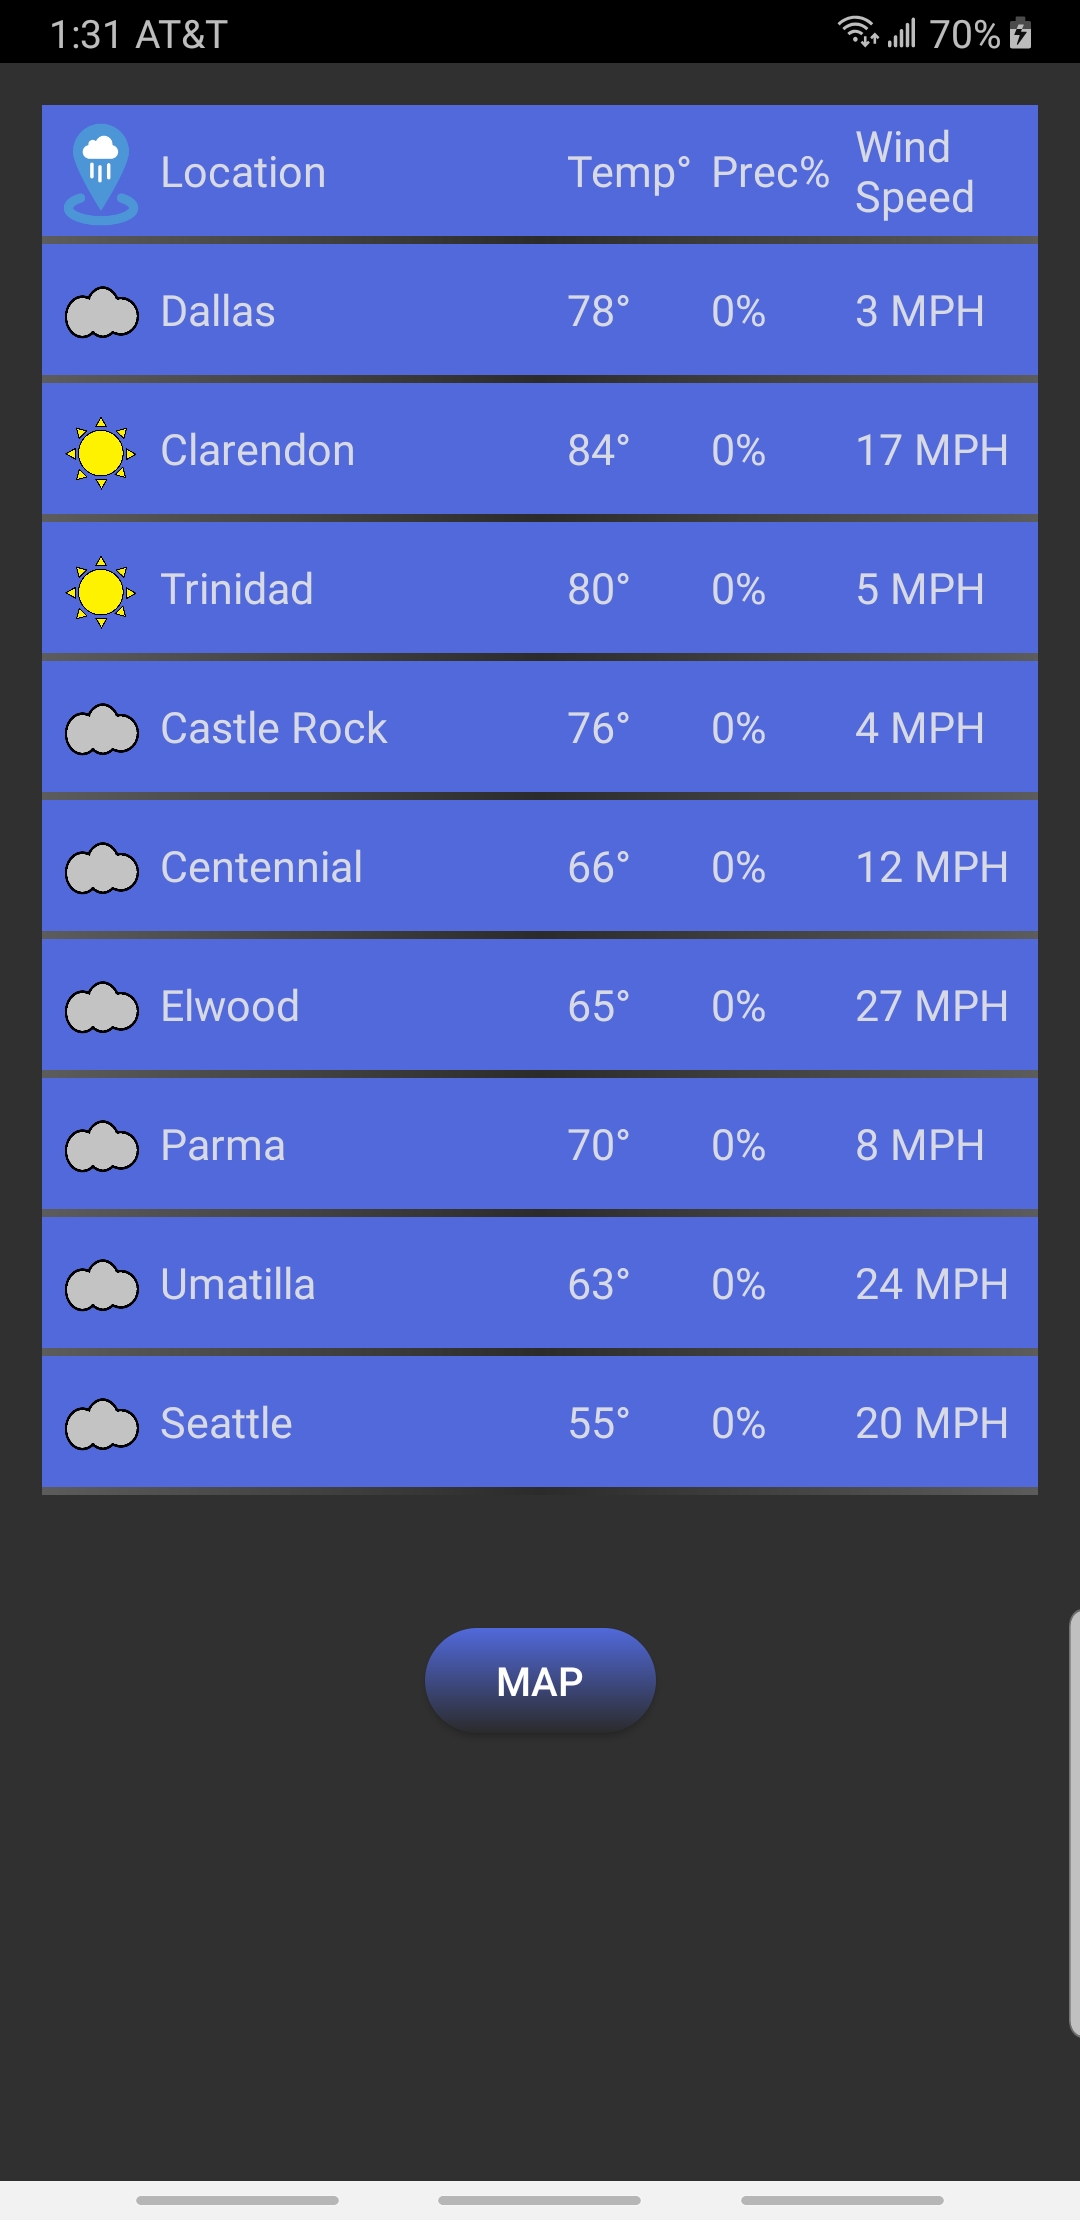 1:31 AT&T 70%
Location Temp° Prec% Wind Speed
Dallas 78° 0% 3 MPH
Clarendon 84° 0% 17 MPH
Trinidad 80° 0% 5 MPH
Castle Rock 76° 0% 4 MPH
Centennial 66° 0% 12 MPH
Elwood 65° 0% 27 MPH
Parma 70° 0% 8 MPH
Umatilla 63° 0% 24 MPH
Seattle 55° 0% 20 MPH
MAP